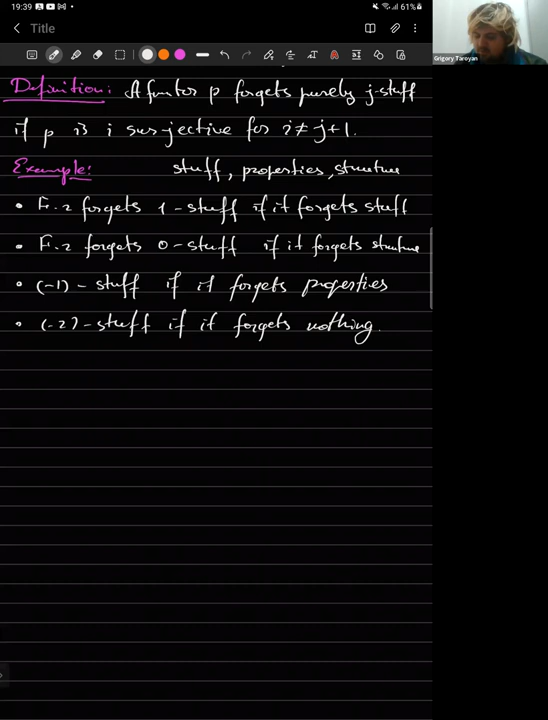 19:39
61%
Title
Grigory Taroyan
Definition: A functor p forgets purely j-stuff
if p is i surjective for i ≠ j+1.
Example: stuff, properties, structure
• F.2 forgets 1-stuff if it forgets stuff
• F.2 forgets 0-stuff if it forgets structure
• (-1)-stuff if it forgets properties
• (-2)-stuff if it forgets nothing.